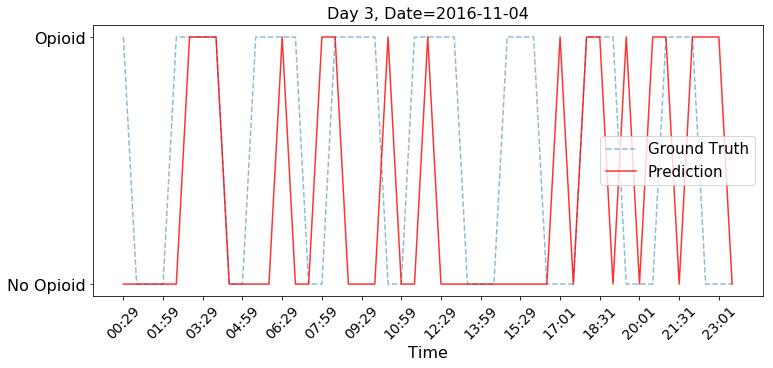 Day 3, Date=2016-11-04
Opioid
No Opioid
Ground Truth
Prediction
00:29 01:59 03:29 04:59 06:29 07:59 09:29 10:59 12:29 13:59 15:29 17:01 18:31 20:01 21:31 23:01
Time